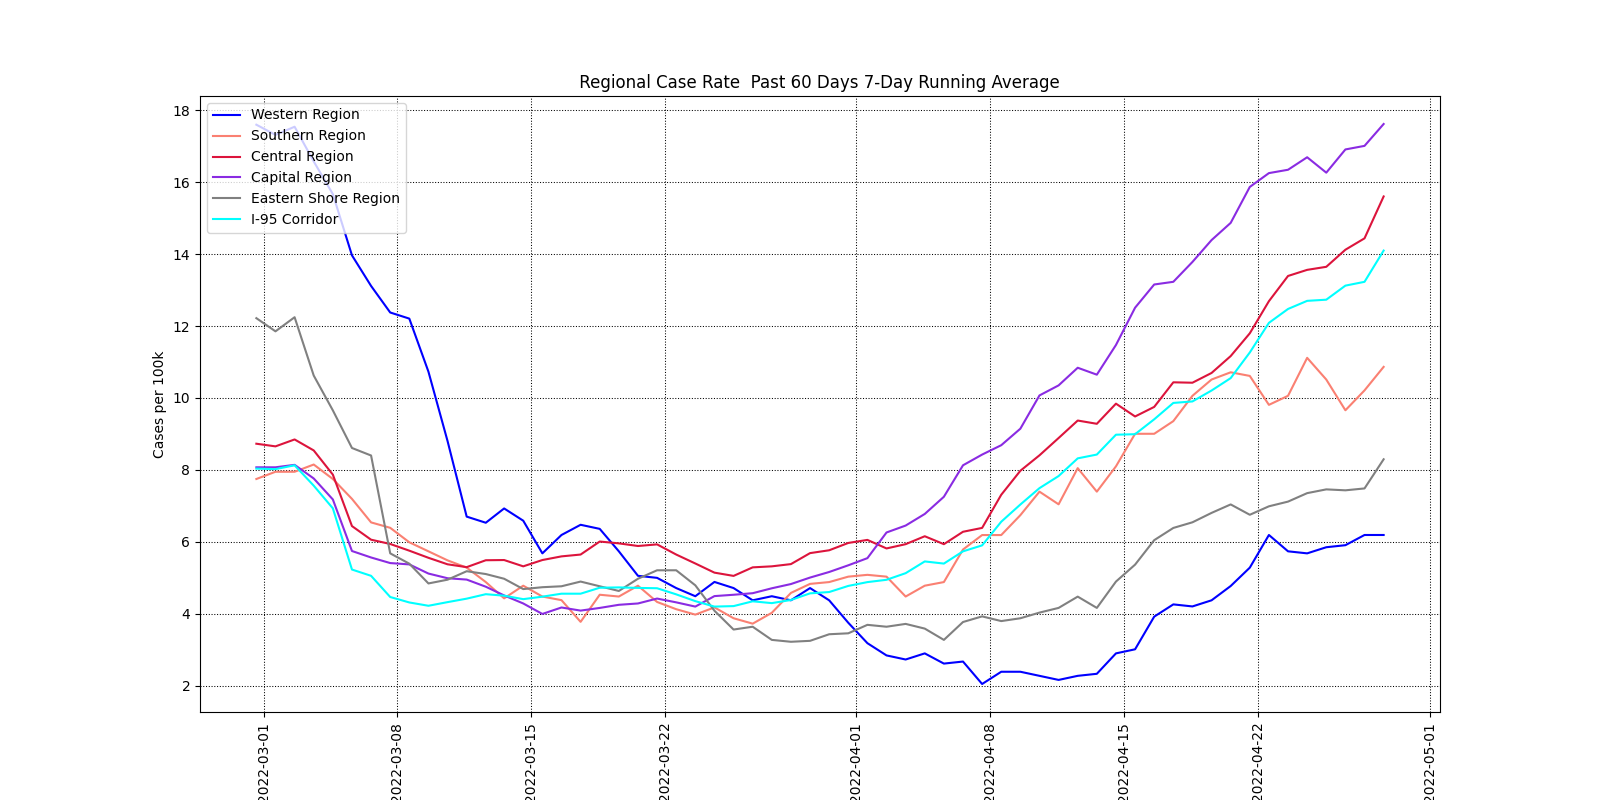 Regional Case Rate  Past 60 Days 7-Day Running Average
Western Region
Southern Region
Central Region
Capital Region
Eastern Shore Region
I-95 Corridor
Cases per 100k
18
16
14
12
10
8
6
4
2
2022-03-01
2022-03-08
2022-03-15
2022-03-22
2022-04-01
2022-04-08
2022-04-15
2022-04-22
2022-05-01